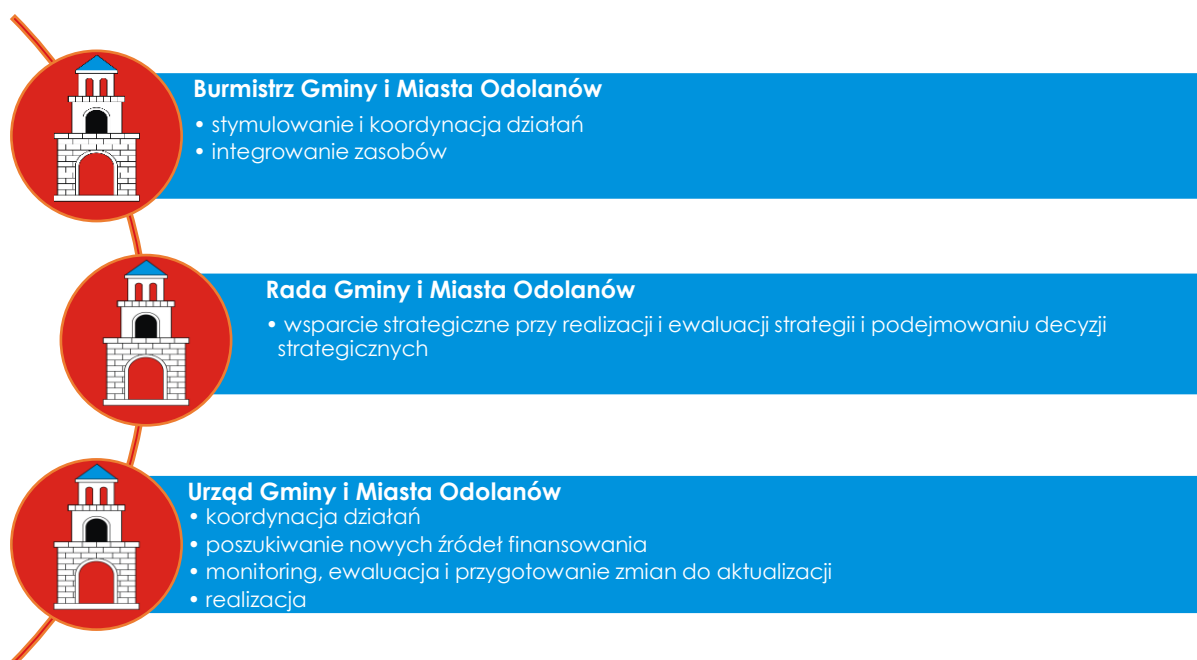 Burmistrz Gminy i Miasta Odolanów
• stymulowanie i koordynacja działań
• integrowanie zasobów
Rada Gminy i Miasta Odolanów
• wsparcie strategiczne przy realizacji i ewaluacji strategii i podejmowaniu decyzji
strategicznych
Urząd Gminy i Miasta Odolanów
• koordynacja działań
• poszukiwanie nowych źródeł finansowania
• monitoring, ewaluacja i przygotowanie zmian do aktualizacji
• realizacja